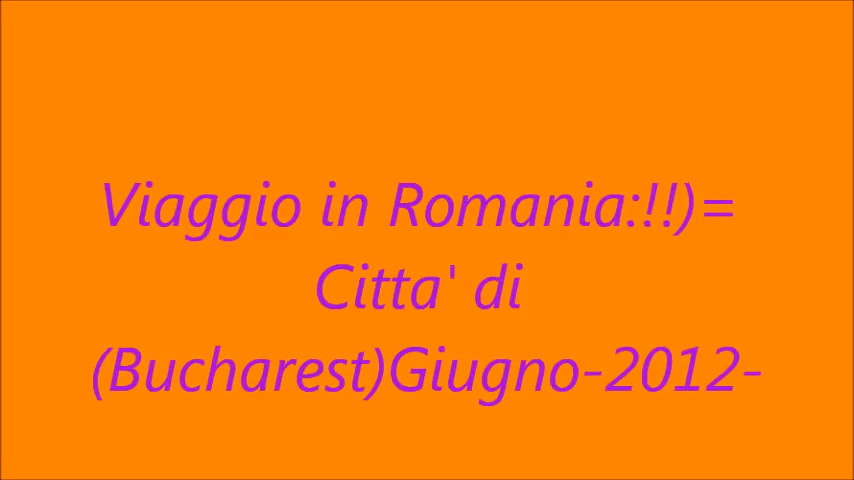 Viaggio in Romania:!!)=
Citta' di
(Bucharest)Giugno-2012-